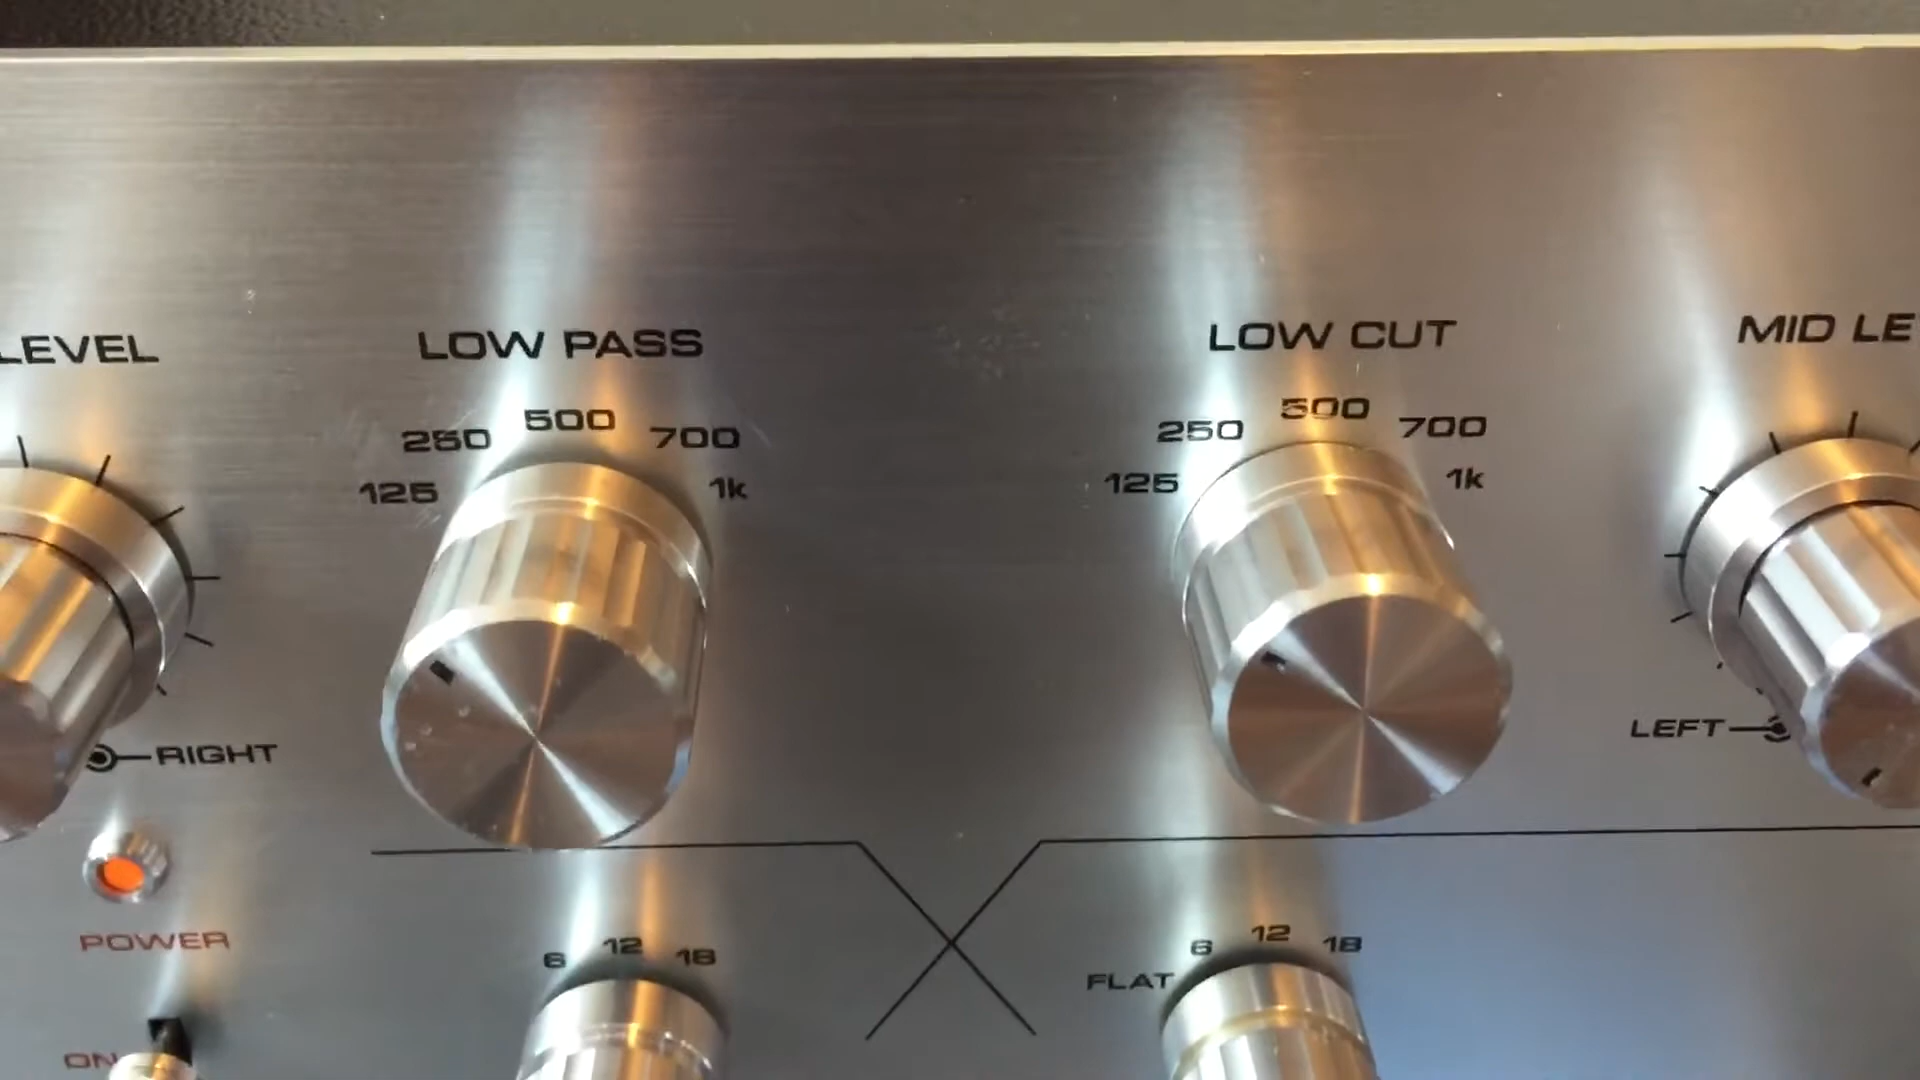 LEVEL
LOW PASS
LOW CUT
MID LE
125 250 500 700 1k
125 250 500 700 1k
RIGHT
LEFT
POWER
6 12 18
FLAT 6 12 18
ON